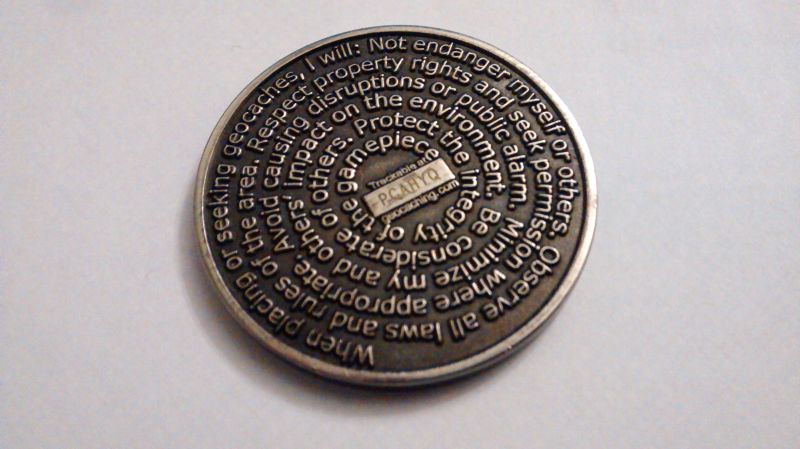 When placing or seeking geocaches, I will: Not endanger myself or others. Observe all laws and rules of the area. Respect property rights and seek permission where appropriate. Avoid causing disruptions or public alarm. Minimize my and others' impact on the environment. Be considerate of others. Protect the integrity of the gamepiece.
Trackable at
PCAHYQ
geocaching.com